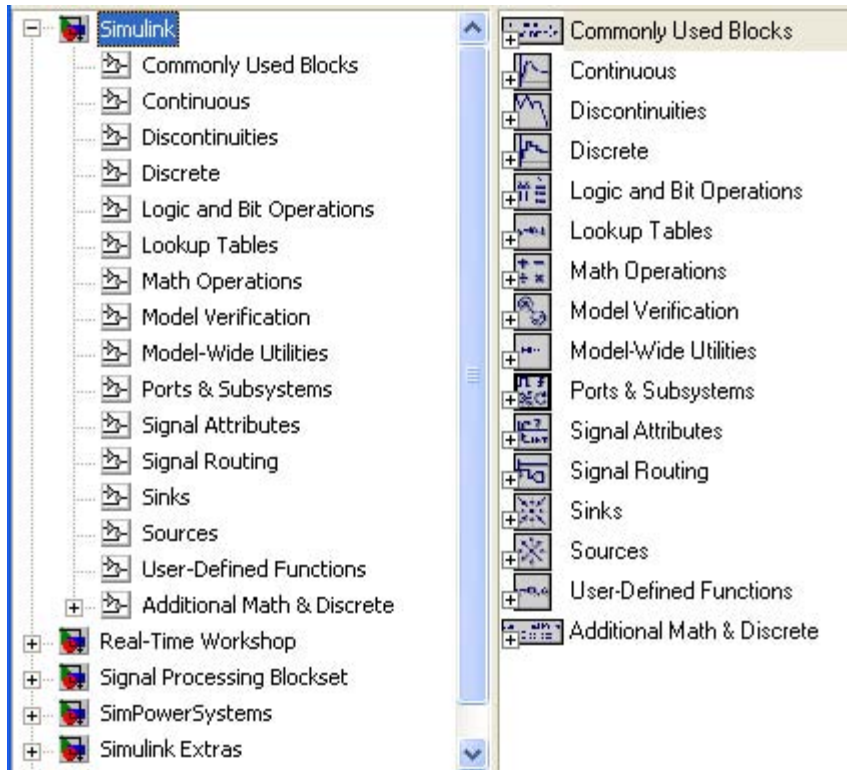 Simulink
Commonly Used Blocks
Continuous
Discontinuities
Discrete
Logic and Bit Operations
Lookup Tables
Math Operations
Model Verification
Model-Wide Utilities
Ports & Subsystems
Signal Attributes
Signal Routing
Sinks
Sources
User-Defined Functions
Additional Math & Discrete
Real-Time Workshop
Signal Processing Blockset
SimPowerSystems
Simulink Extras
Commonly Used Blocks
Continuous
Discontinuities
Discrete
Logic and Bit Operations
Lookup Tables
Math Operations
Model Verification
Model-Wide Utilities
Ports & Subsystems
Signal Attributes
Signal Routing
Sinks
Sources
User-Defined Functions
Additional Math & Discrete